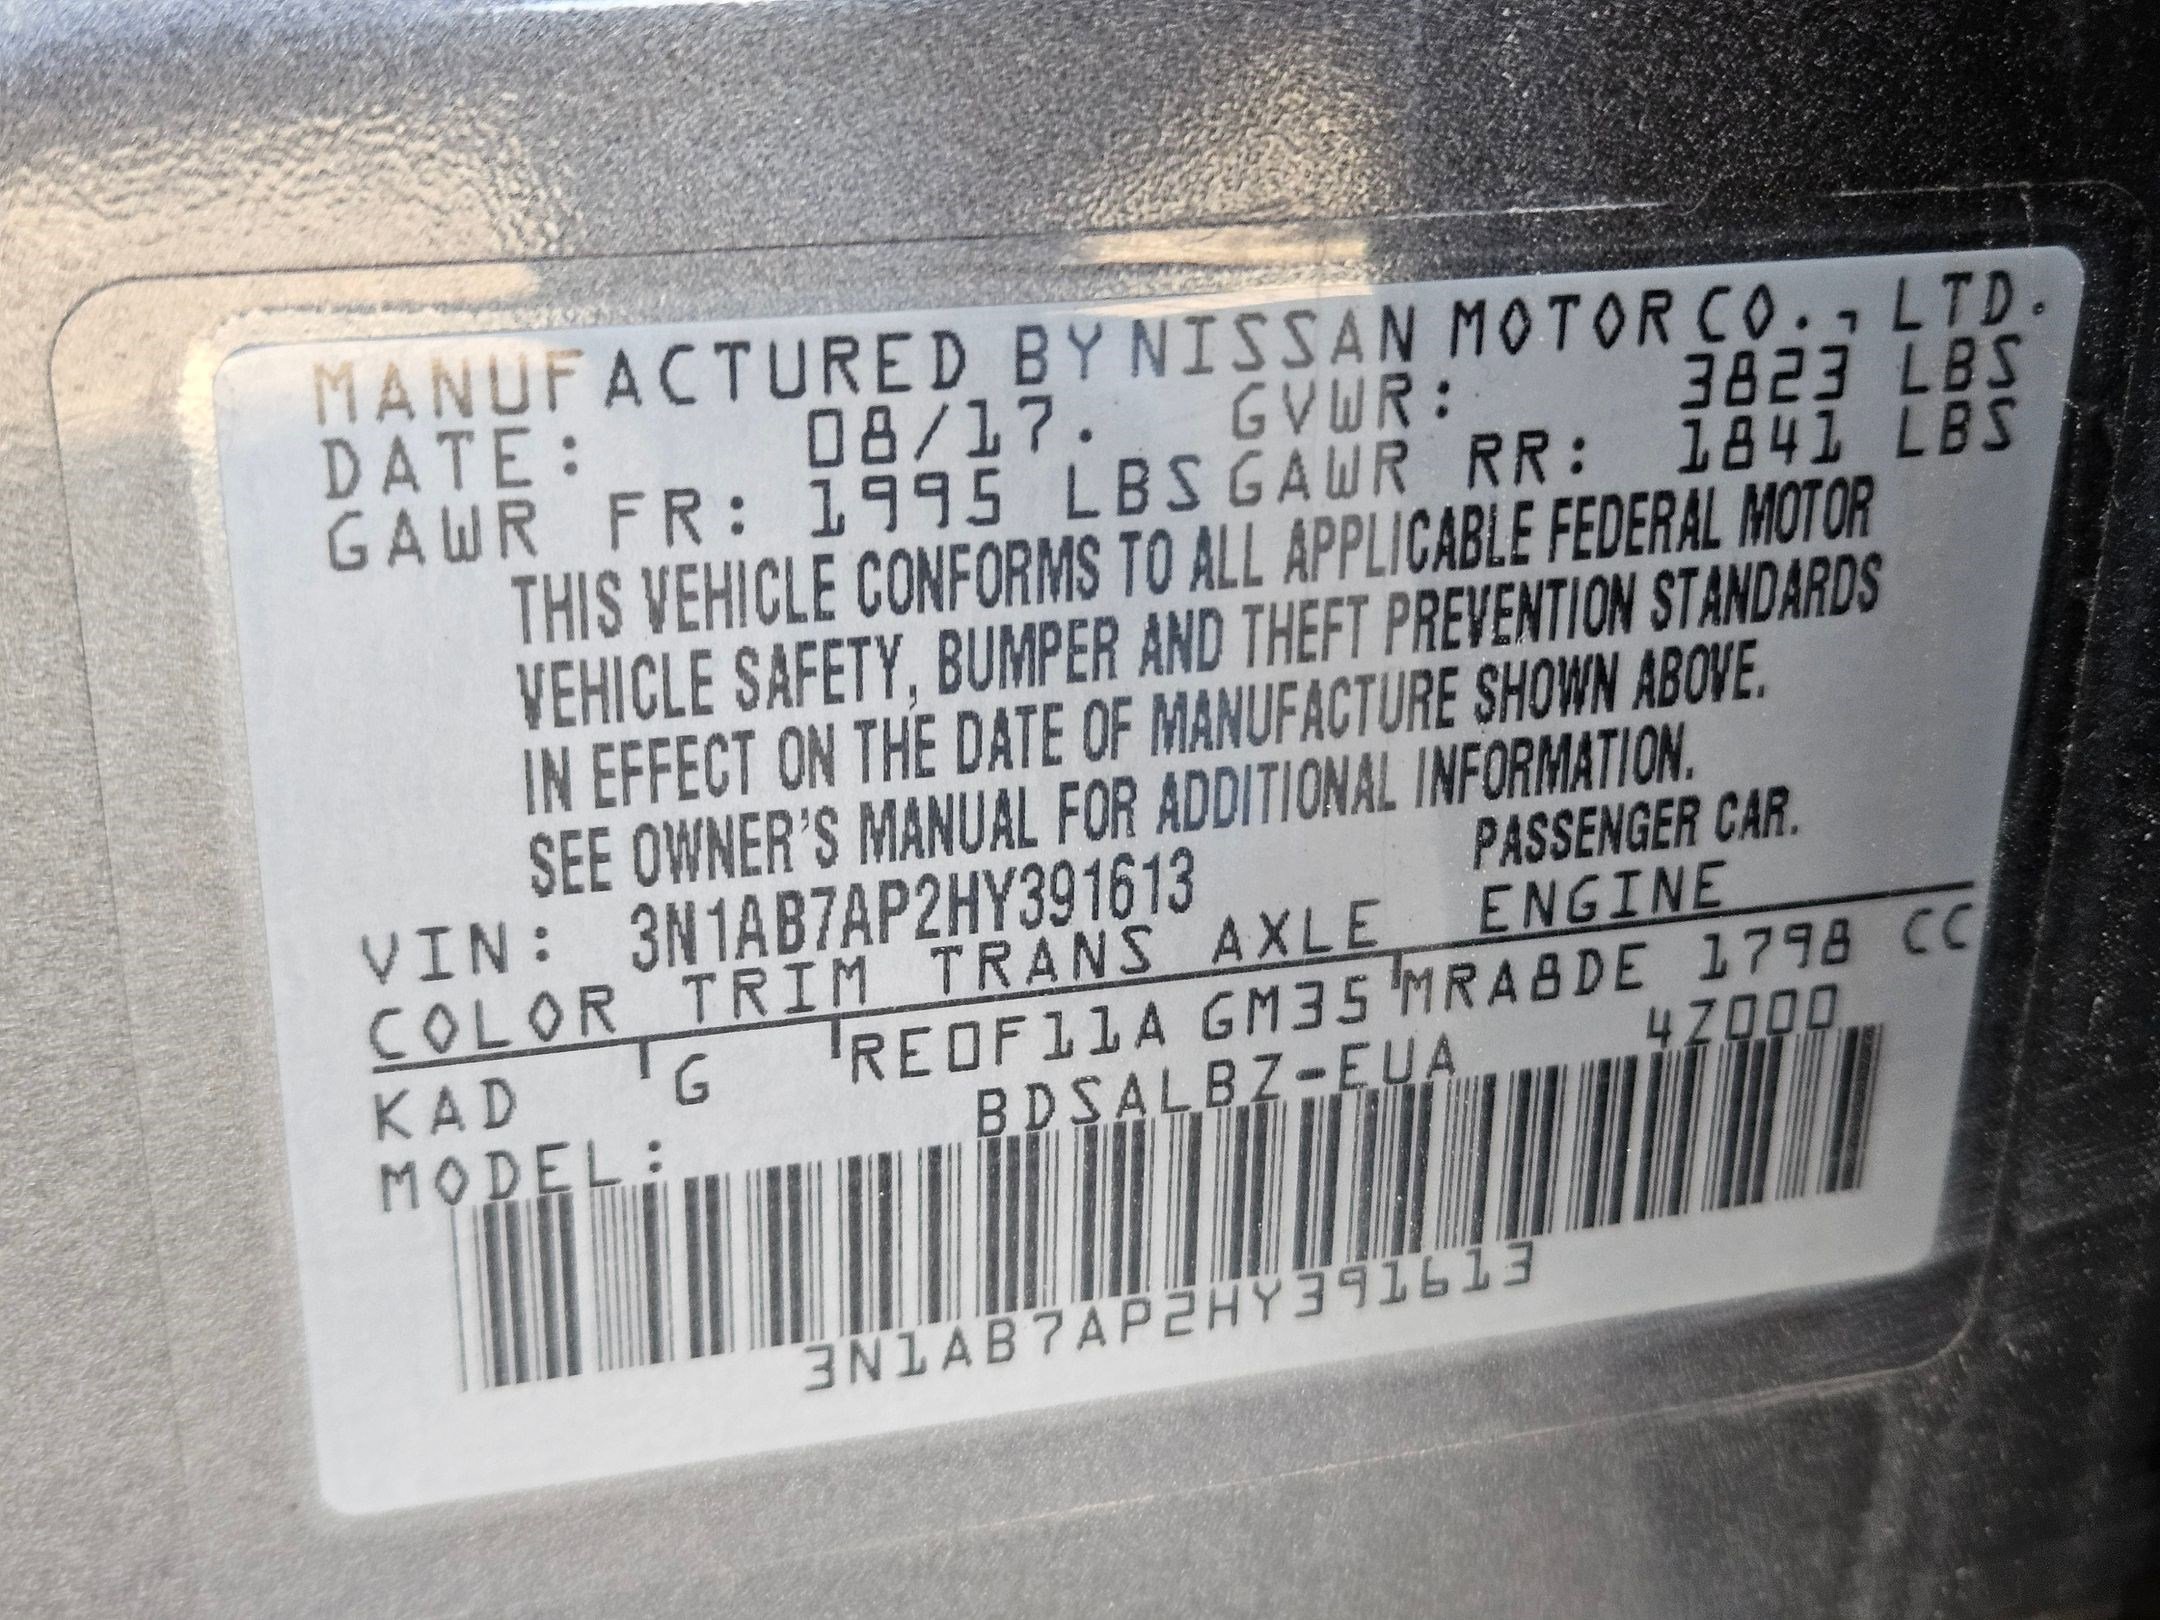 MANUFACTURED BY NISSAN MOTOR CO., LTD.
DATE: 08/17. GVWR: 3823 LBS
GAWR FR: 1995 LBS GAWR RR: 1841 LBS
THIS VEHICLE CONFORMS TO ALL APPLICABLE FEDERAL MOTOR
VEHICLE SAFETY, BUMPER AND THEFT PREVENTION STANDARDS
IN EFFECT ON THE DATE OF MANUFACTURE SHOWN ABOVE.
SEE OWNER'S MANUAL FOR ADDITIONAL INFORMATION.
PASSENGER CAR.
VIN: 3N1AB7AP2HY391613
COLOR TRIM TRANS AXLE ENGINE
KAD G RE0F11A GM35 MRA8DE 1798 CC
MODEL: BDSALBZ-EUA 4Z000
3N1AB7AP2HY391613